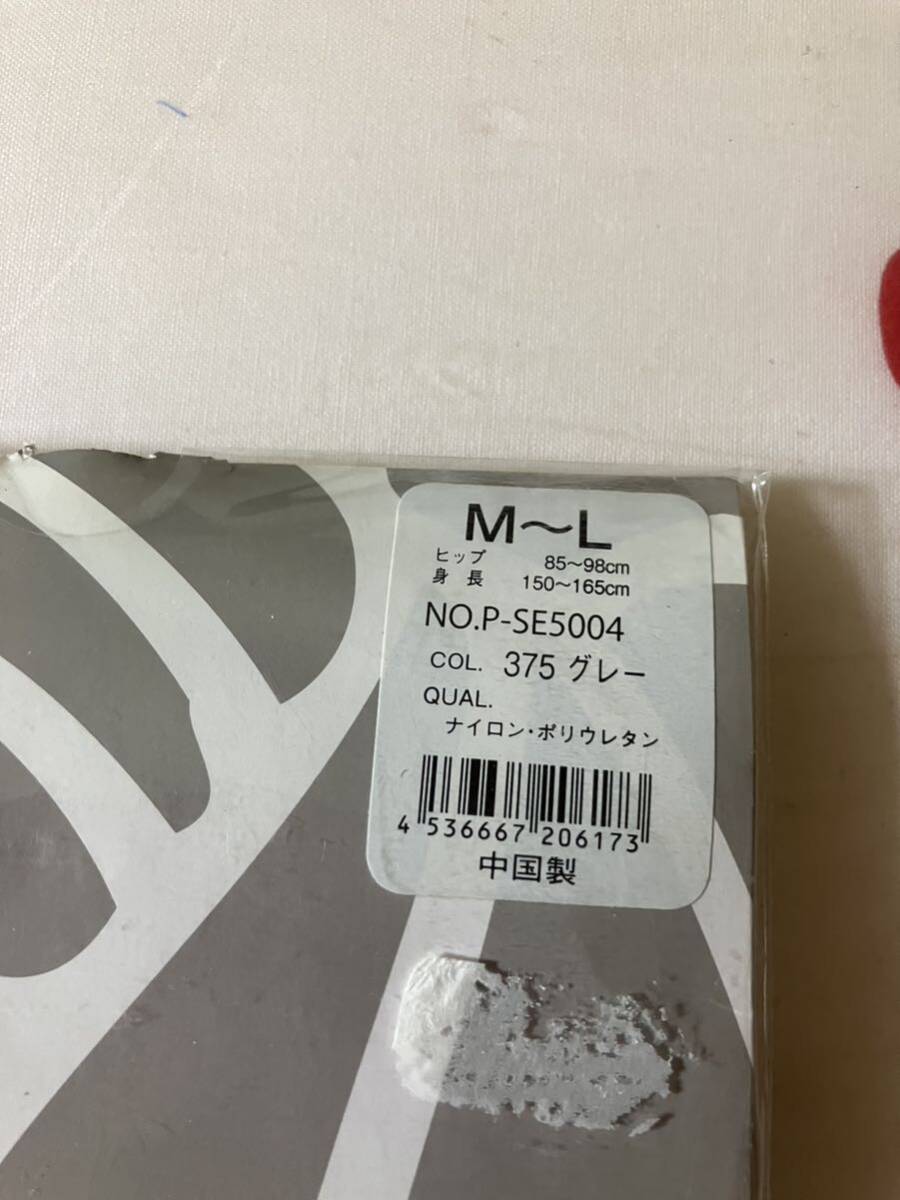 M〜L
ヒップ 85〜98cm
身長 150〜165cm
NO.P-SE5004
COL. 375 グレー
QUAL.
ナイロン・ポリウレタン
4 536667 206173
中国製